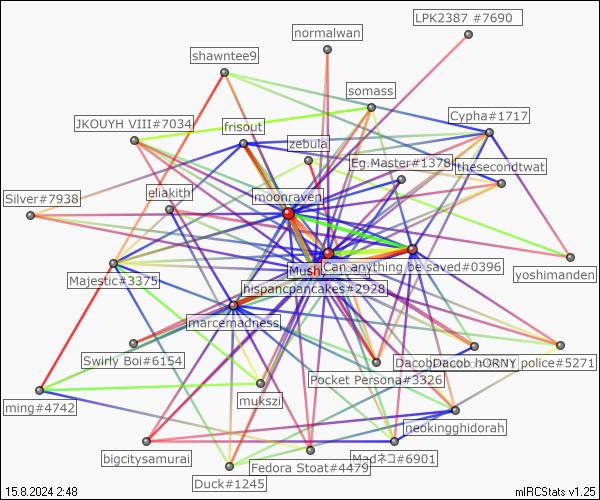 LPK2387 #7690
normalwan
shawntee9
somass
Cypha#1717
JKOUYH VIII#7034
frisout
zebula
Eg.Master#1378
thesecondtwat
eliakith
moonraven
Silver#7938
Mush
Can anything be saved#0396
yoshimanden
Majestic#3375
hispancpancakes#2928
marcemadness
Swirly Boi#6154
Dacob
Dacob hORNY police#5271
Pocket Persona#3326
mukszi
ming#4742
neokingghidorah
bigcitysamurai
Fedora Stoat#4479
Madネコ#6901
Duck#1245
15.8.2024 2:48
mIRCStats v1.25